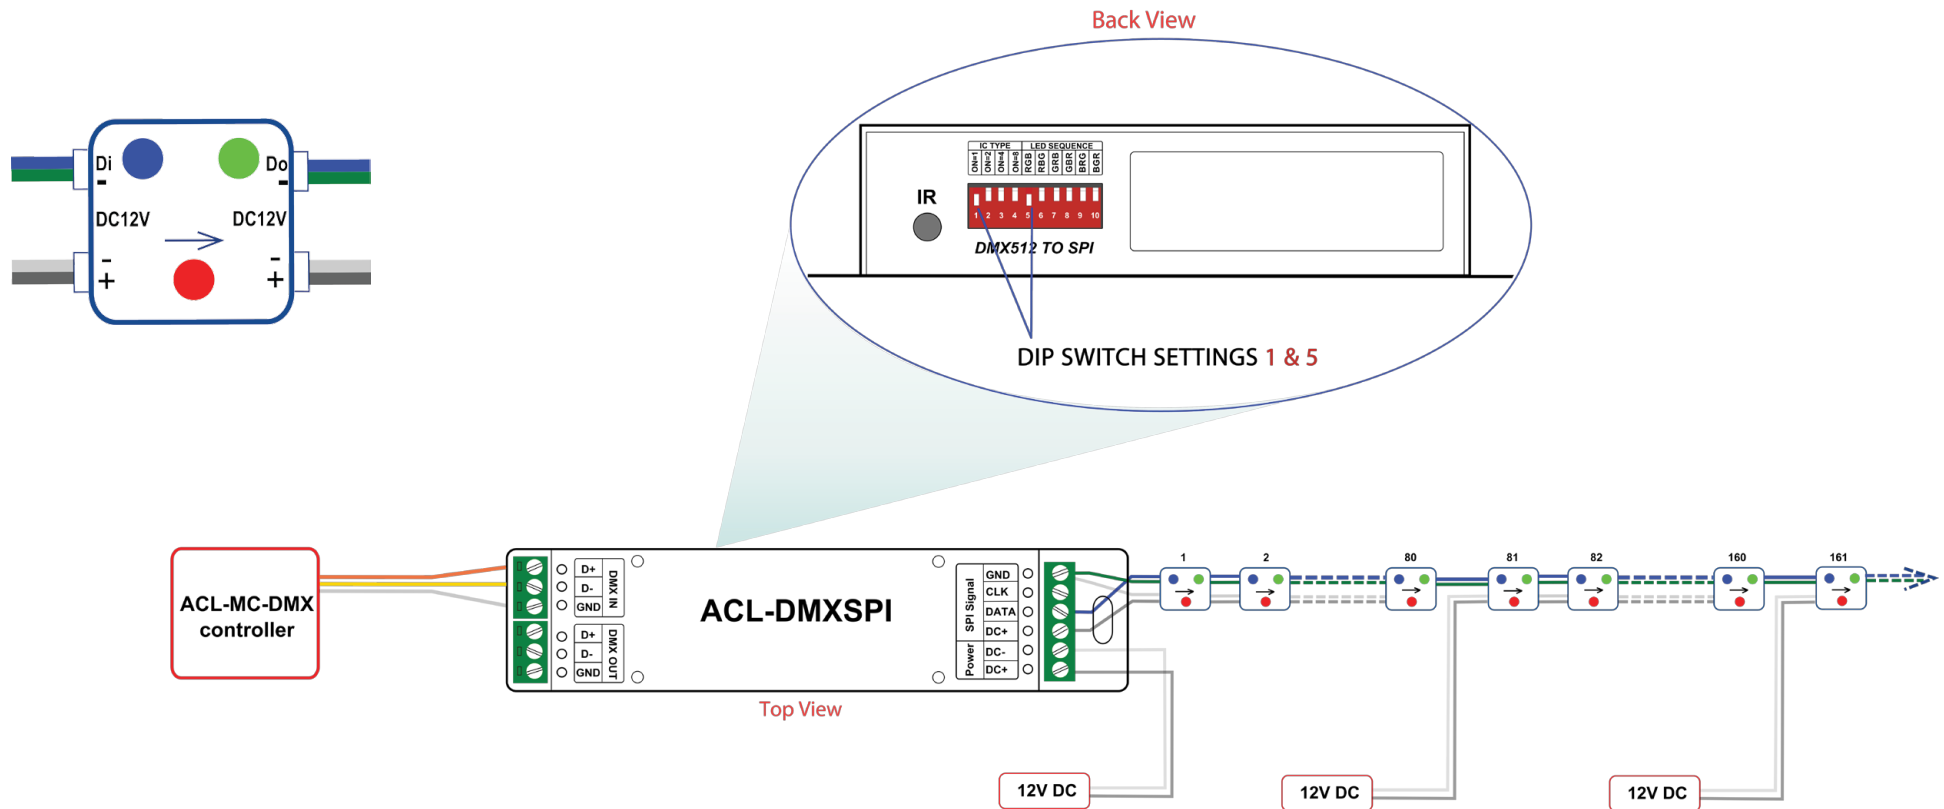 Back View
Di
Do
-
-
DC12V
DC12V
-
-
+
+
IC TYPE
LED SEQUENCE
ON=1
ON=2
ON=4
ON=8
RGB
RBG
GRB
GBR
BRG
BGR
IR
1 2 3 4 5 6 7 8 9 10
DMX512 TO SPI
DIP SWITCH SETTINGS 1 & 5
ACL-MC-DMX
controller
D+
D-
GND
DMX IN
D+
D-
GND
DMX OUT
ACL-DMXSPI
SPI Signal
GND
CLK
DATA
DC+
Power
DC-
DC+
Top View
1
2
80
81
82
160
161
12V DC
12V DC
12V DC